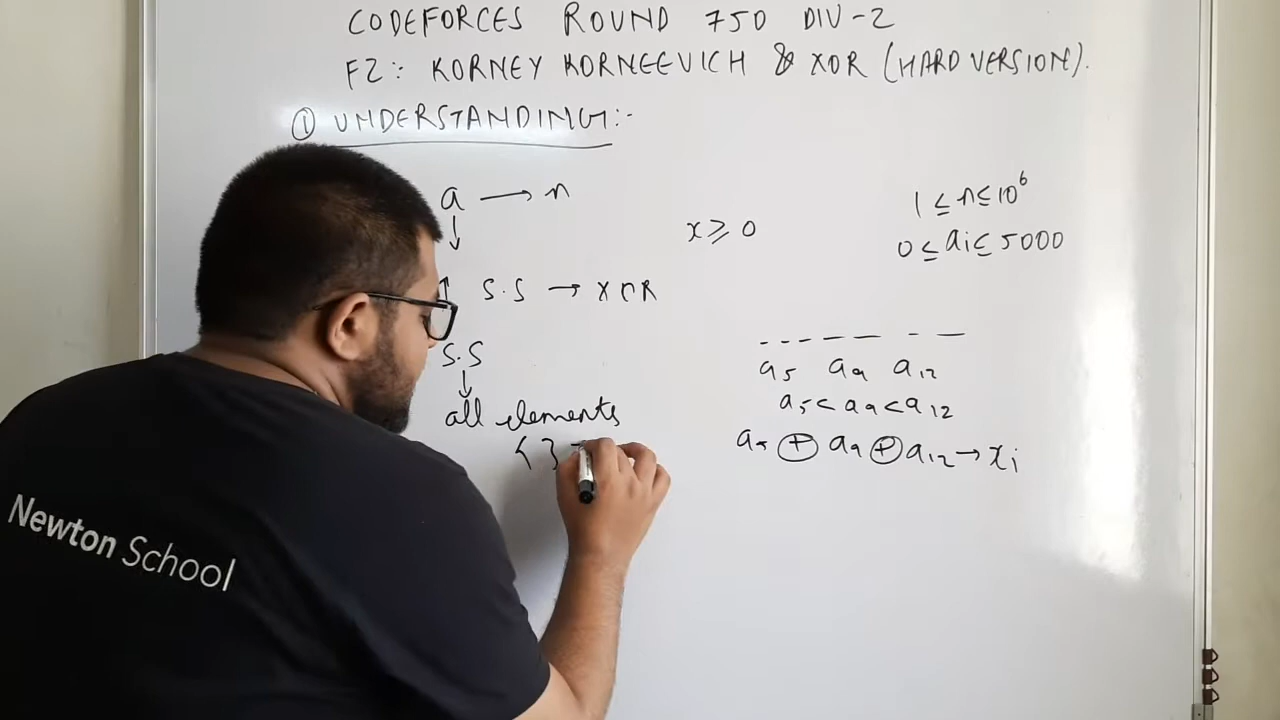 CODEFORCES ROUND 750 DIV-2
F2:- KORNEY KORNEEVICH & XOR (HARD VERSION).
① UNDERSTANDING:-
a → n
↓
x ≥ 0
1 ≤ n ≤ 10⁶
0 ≤ ai ≤ 5000
↑ S.S → XOR
S.S
↓
all elements
{ }
a₅ a₉ a₁₂
a₅ < a₉ < a₁₂
a₅ ⊕ a₉ ⊕ a₁₂ → xi
Newton School